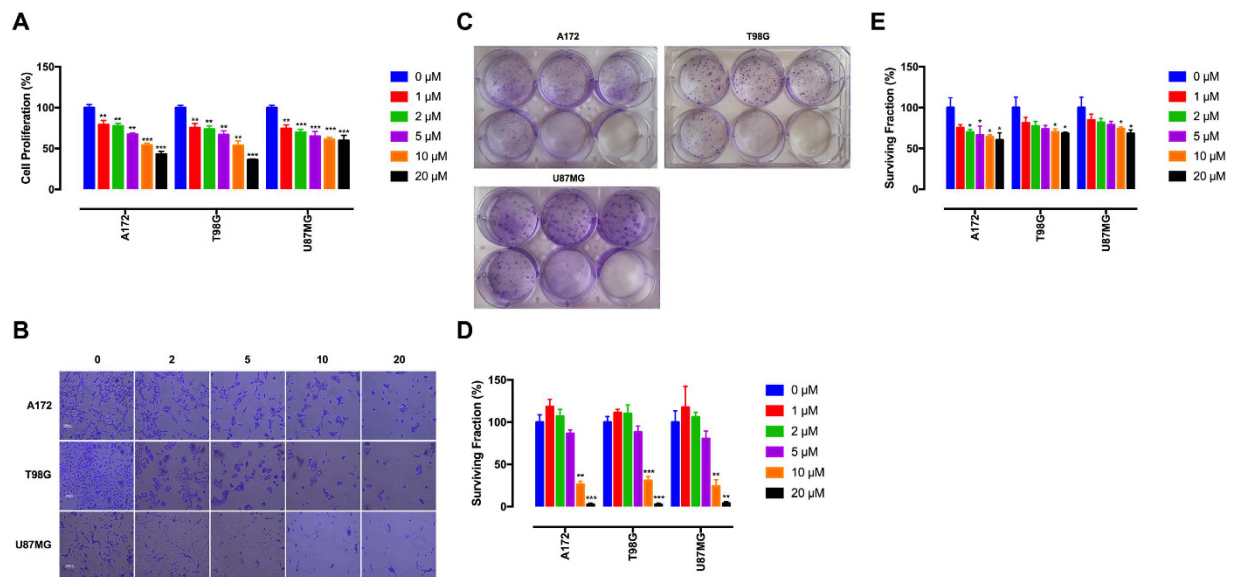 A
Cell Proliferation (%)
150
100
50
0
** ** ** *** ***
** ** ** ** ***
** *** *** *** ***
A172
T98G
U87MG
0 µM
1 µM
2 µM
5 µM
10 µM
20 µM
B
0 2 5 10 20
A172
T98G
U87MG
C
A172 T98G
U87MG
D
Surviving Fraction (%)
150
100
50
0
** ***
*** ***
** **
A172
T98G
U87MG
0 µM
1 µM
2 µM
5 µM
10 µM
20 µM
E
Surviving Fraction (%)
150
100
50
0
* * * *
* *
* *
A172
T98G
U87MG
0 µM
1 µM
2 µM
5 µM
10 µM
20 µM